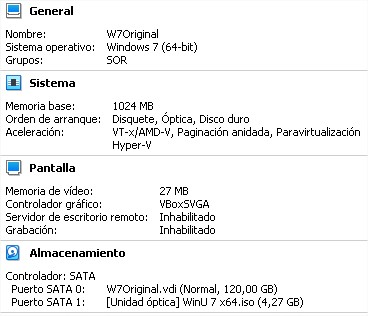 General
Nombre: W7Original
Sistema operativo: Windows 7 (64-bit)
Grupos: SOR
Sistema
Memoria base: 1024 MB
Orden de arranque: Disquete, Óptica, Disco duro
Aceleración: VT-x/AMD-V, Paginación anidada, Paravirtualización
Hyper-V
Pantalla
Memoria de vídeo: 27 MB
Controlador gráfico: VBoxSVGA
Servidor de escritorio remoto: Inhabilitado
Grabación: Inhabilitado
Almacenamiento
Controlador: SATA
Puerto SATA 0: W7Original.vdi (Normal, 120,00 GB)
Puerto SATA 1: [Unidad óptica] WinU 7 x64.iso (4,27 GB)